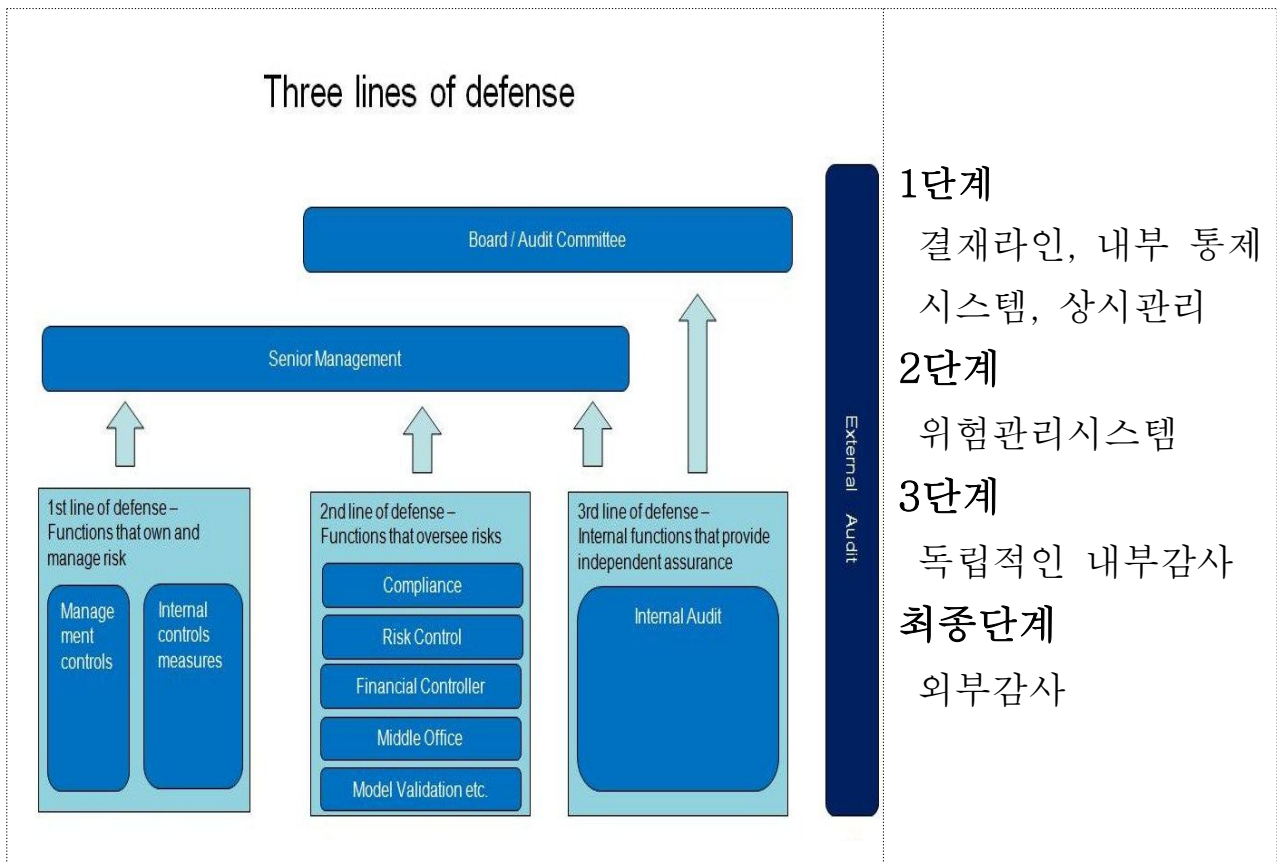 Three lines of defense
Board / Audit Committee
Senior Management
1st line of defense –
Functions that own and
manage risk
Manage
ment
controls
Internal
controls
measures
2nd line of defense –
Functions that oversee risks
Compliance
Risk Control
Financial Controller
Middle Office
Model Validation etc.
3rd line of defense –
Internal functions that provide
independent assurance
Internal Audit
External Audit
1단계
결재라인, 내부 통제
시스템, 상시관리
2단계
위험관리시스템
3단계
독립적인 내부감사
최종단계
외부감사